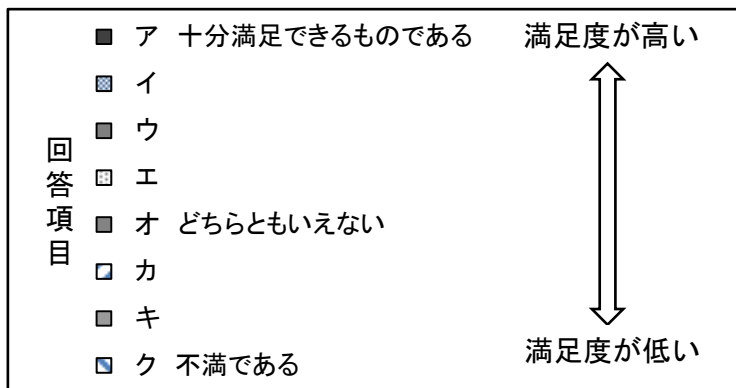 回答項目
ア 十分満足できるものである
イ
ウ
エ
オ どちらともいえない
カ
キ
ク 不満である
満足度が高い
満足度が低い